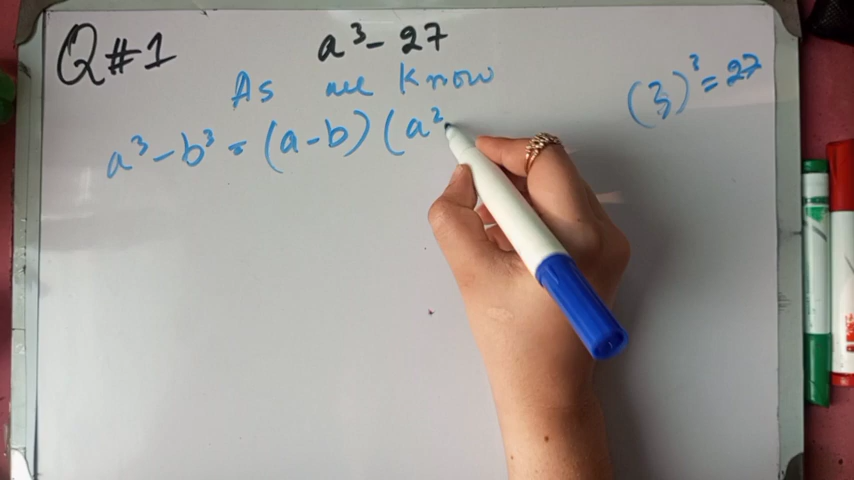 Q#1
a³ - 27
As we know
(3)³ = 27
a³ - b³ = (a - b) (a²